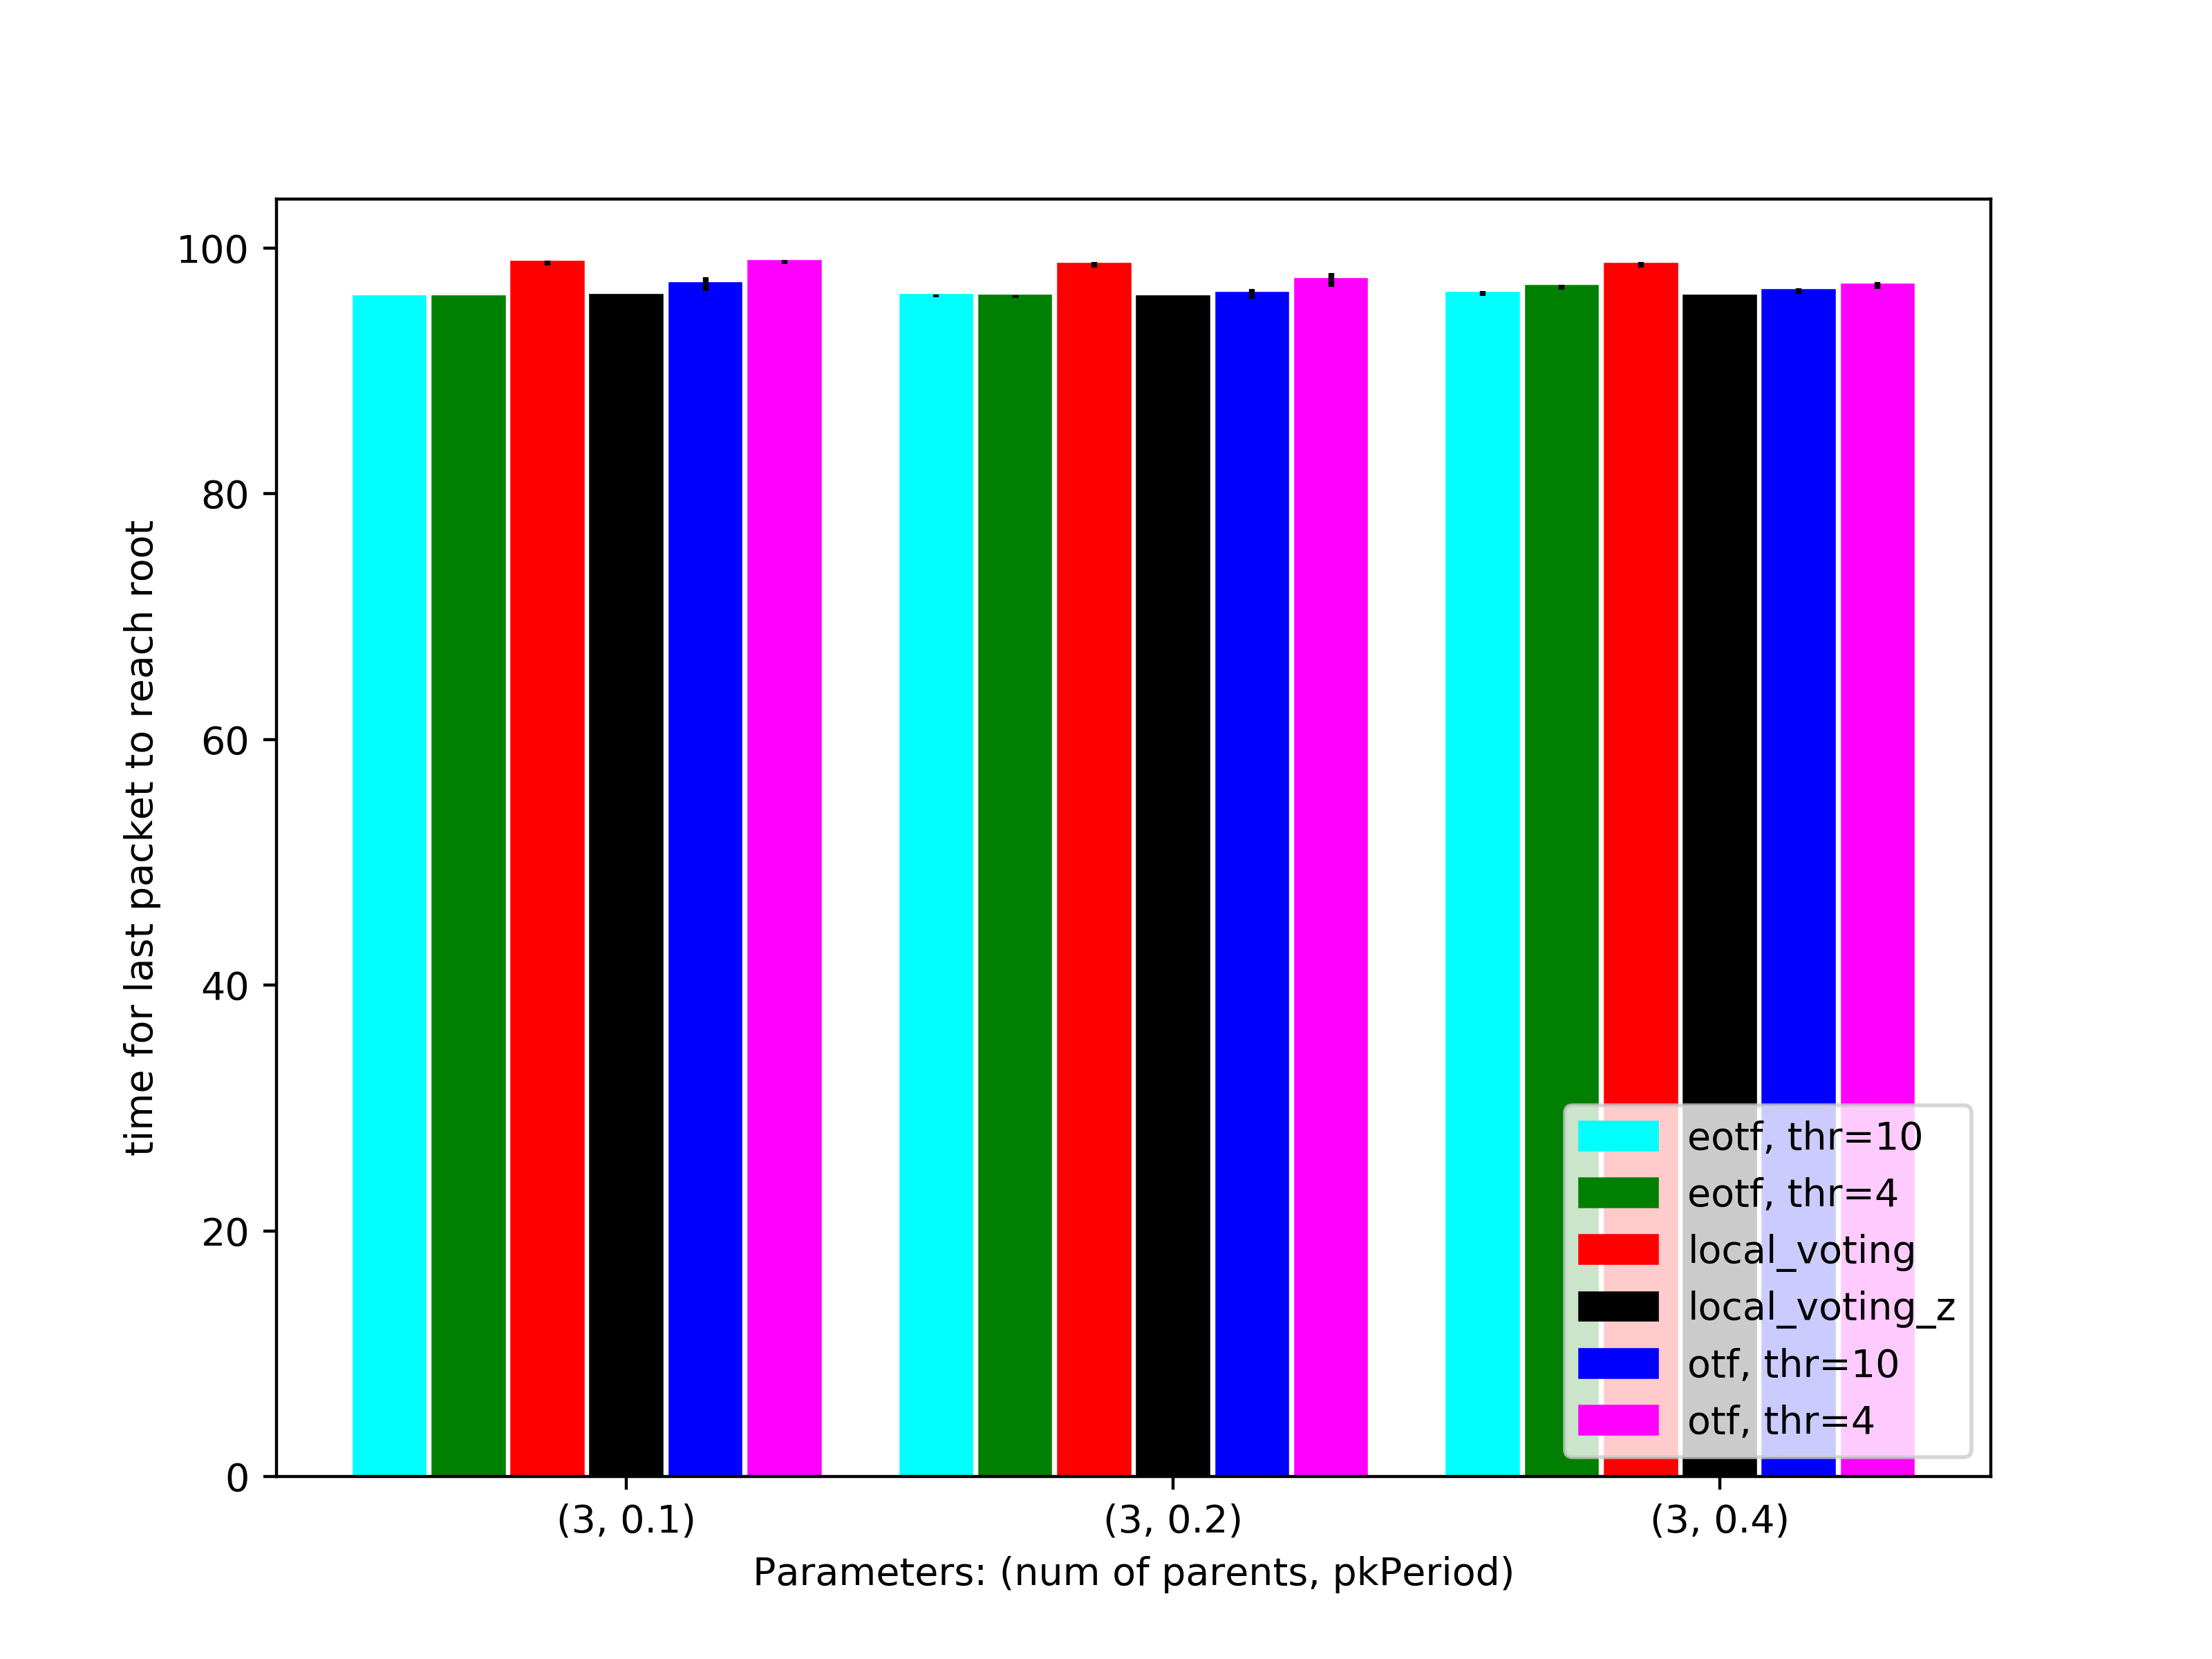 100
80
60
40
20
0
time for last packet to reach root
(3, 0.1)
(3, 0.2)
(3, 0.4)
Parameters: (num of parents, pkPeriod)
eotf, thr=10
eotf, thr=4
local_voting
local_voting_z
otf, thr=10
otf, thr=4